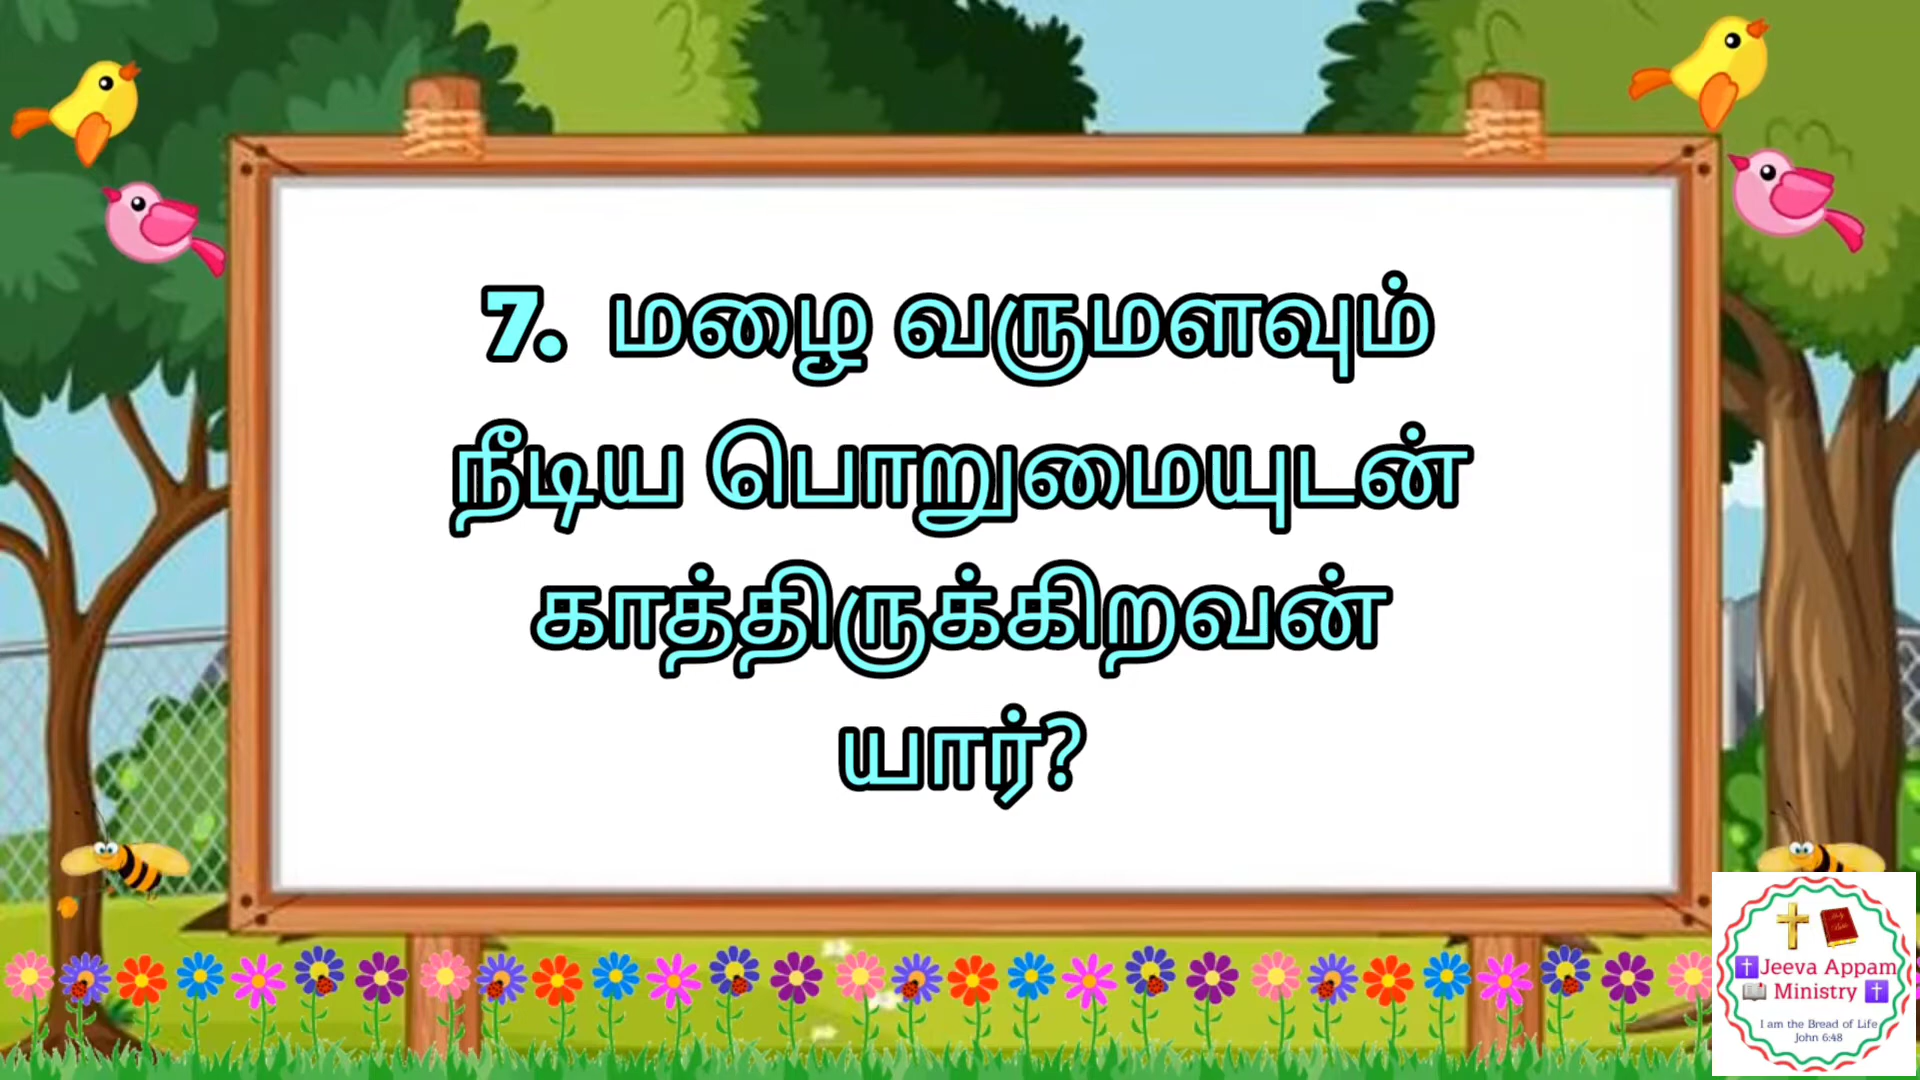 7. மழை வருமளவும்
நீடிய பொறுமையுடன்
காத்திருக்கிறவன்
யார்?
Jeeva Appam
Ministry
I am the Bread of Life
John 6:48